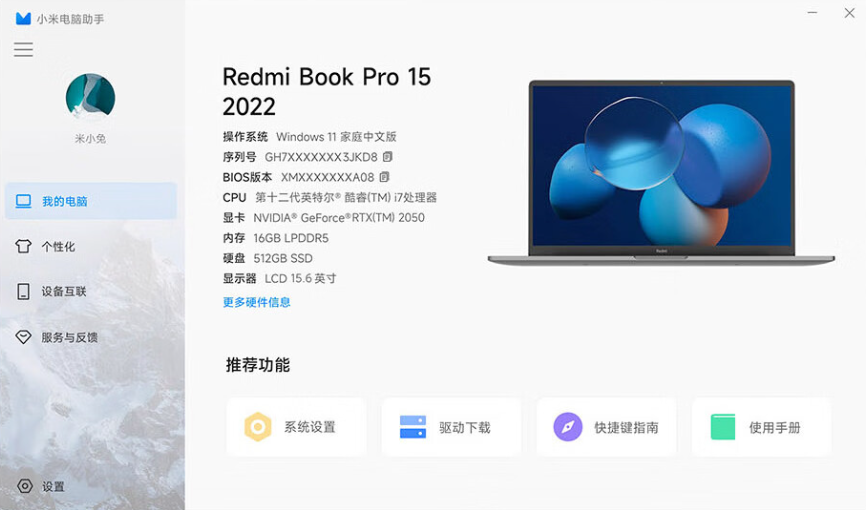 小米电脑助手
米小兔
我的电脑
个性化
设备互联
服务与反馈
设置
Redmi Book Pro 15
2022
操作系统 Windows 11 家庭中文版
序列号 GH7XXXXXXX3JKD8
BIOS版本 XMXXXXXXXA08
CPU 第十二代英特尔® 酷睿(TM) i7处理器
显卡 NVIDIA® GeForce®RTX(TM) 2050
内存 16GB LPDDR5
硬盘 512GB SSD
显示器 LCD 15.6 英寸
更多硬件信息
Redmi
推荐功能
系统设置
驱动下载
快捷键指南
使用手册